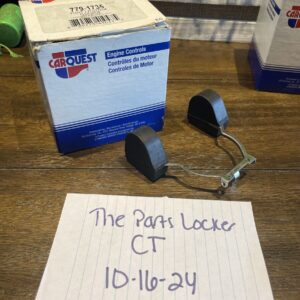 779-1735
CARQUEST
Engine Controls
Contrôles du moteur
Controles de Motor
The Parts Locker
CT
10-16-24